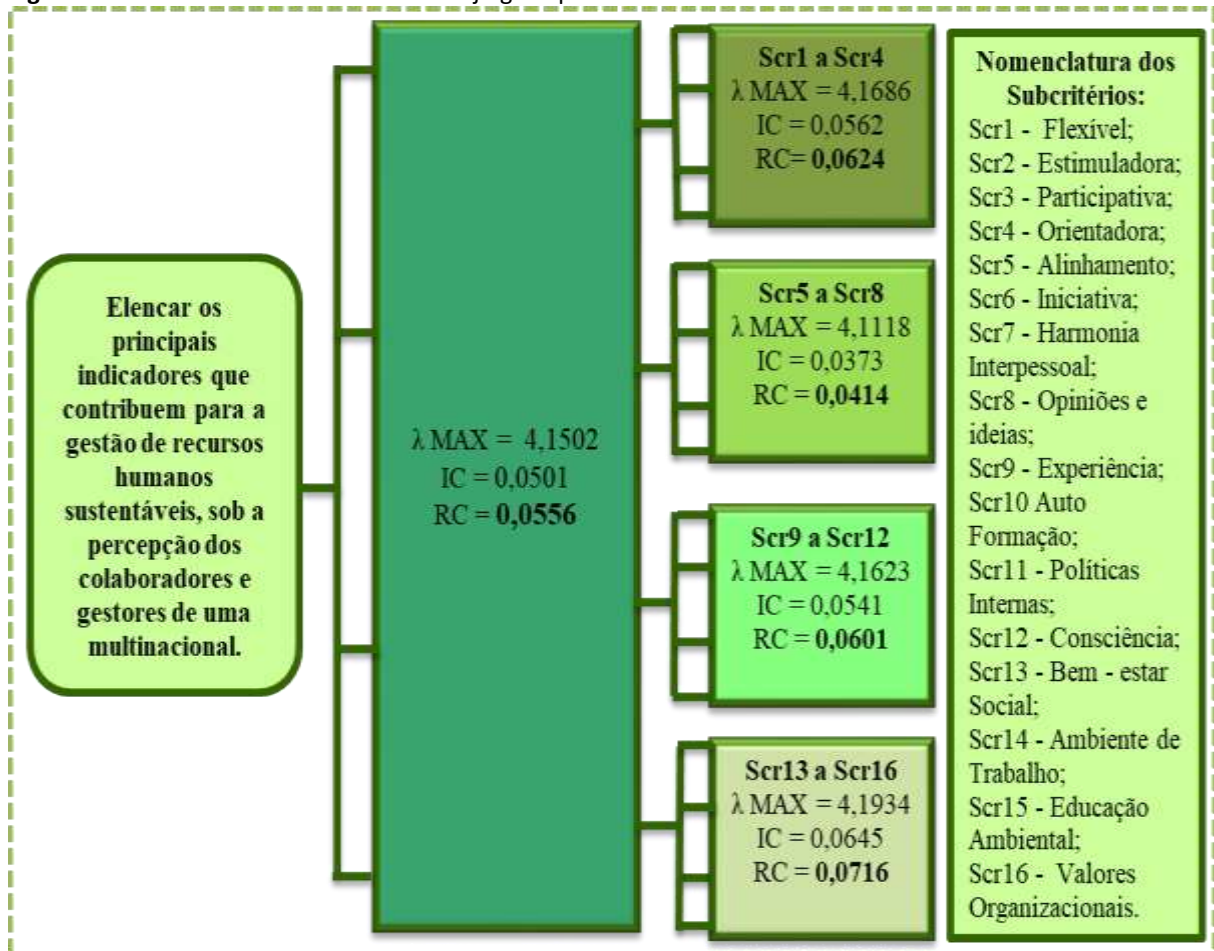 Elencar os
principais
indicadores que
contribuem para a
gestão de recursos
humanos
sustentáveis, sob a
percepção dos
colaboradores e
gestores de uma
multinacional.
λ MAX = 4,1502
IC = 0,0501
RC = 0,0556
Scr1 a Scr4
λ MAX = 4,1686
IC = 0,0562
RC= 0,0624
Scr5 a Scr8
λ MAX = 4,1118
IC = 0,0373
RC = 0,0414
Scr9 a Scr12
λ MAX = 4,1623
IC = 0,0541
RC = 0,0601
Scr13 a Scr16
λ MAX = 4,1934
IC = 0,0645
RC = 0,0716
Nomenclatura dos
Subcritérios:
Scr1 - Flexível;
Scr2 - Estimuladora;
Scr3 - Participativa;
Scr4 - Orientadora;
Scr5 - Alinhamento;
Scr6 - Iniciativa;
Scr7 - Harmonia
Interpessoal;
Scr8 - Opiniões e
ideias;
Scr9 - Experiência;
Scr10 Auto
Formação;
Scr11 - Políticas
Internas;
Scr12 - Consciência;
Scr13 - Bem - estar
Social;
Scr14 - Ambiente de
Trabalho;
Scr15 - Educação
Ambiental;
Scr16 - Valores
Organizacionais.